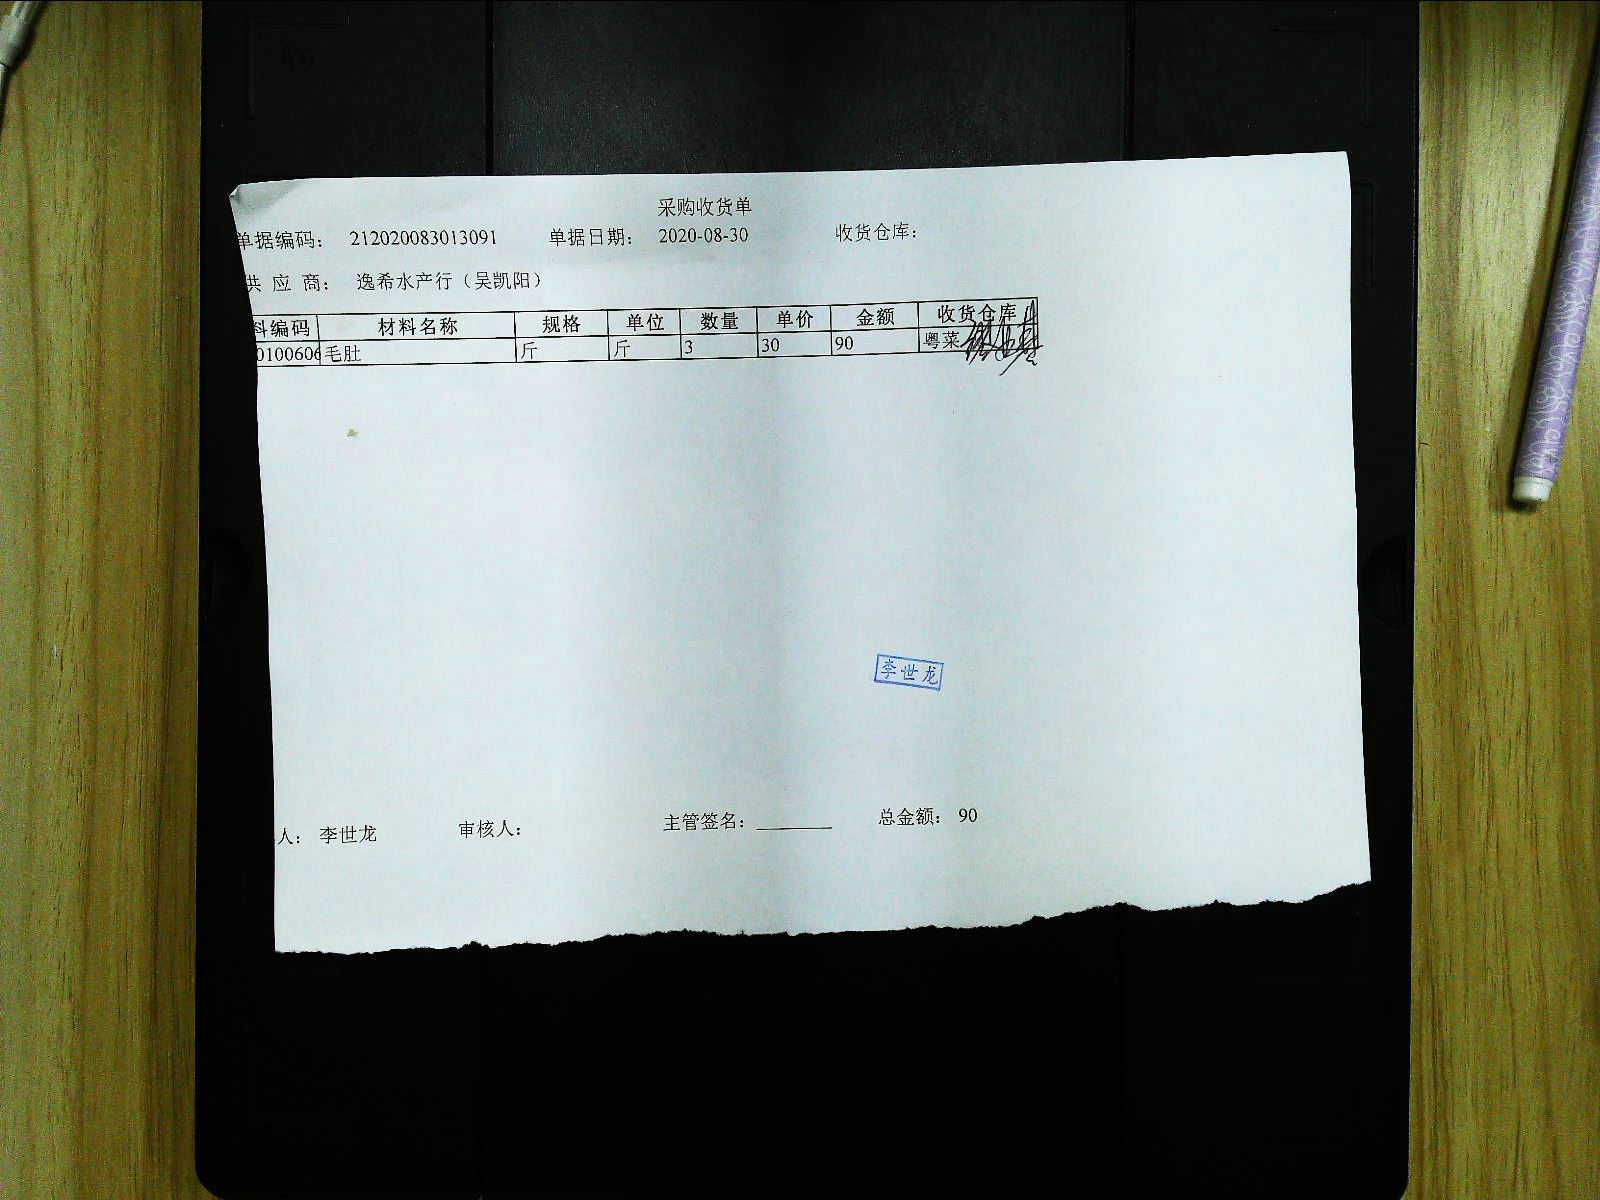 采购收货单
单据编码： 212020083013091 单据日期： 2020-08-30 收货仓库：
供 应 商： 逸希水产行（吴凯阳）
料编码 材料名称 规格 单位 数量 单价 金额 收货仓库
0100606 毛肚 斤 斤 3 30 90 粤菜
李世龙
人： 李世龙 审核人： 主管签名： 总金额： 90